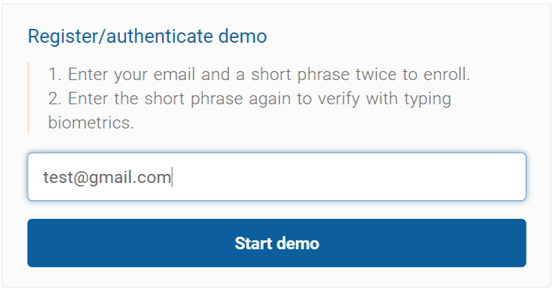 Register/authenticate demo
1. Enter your email and a short phrase twice to enroll.
2. Enter the short phrase again to verify with typing
biometrics.
test@gmail.com
Start demo